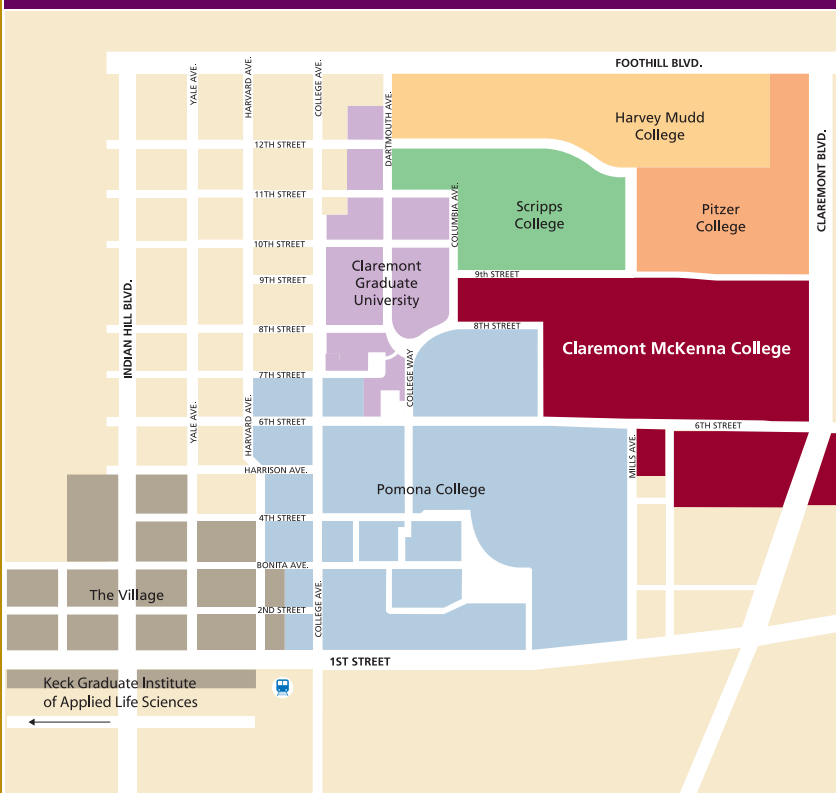 FOOTHILL BLVD.
YALE AVE.
HARVARD AVE.
COLLEGE AVE.
DARTMOUTH AVE.
CLAREMONT BLVD.
Harvey Mudd
College
12TH STREET
11TH STREET
COLUMBIA AVE.
Scripps
College
Pitzer
College
10TH STREET
Claremont
Graduate
University
9TH STREET
9th STREET
INDIAN HILL BLVD.
8TH STREET
8TH STREET
Claremont McKenna College
COLLEGE WAY
7TH STREET
YALE AVE.
HARVARD AVE.
6TH STREET
6TH STREET
MILLS AVE.
HARRISON AVE.
Pomona College
4TH STREET
BONITA AVE.
The Village
2ND STREET
COLLEGE AVE.
1ST STREET
Keck Graduate Institute
of Applied Life Sciences